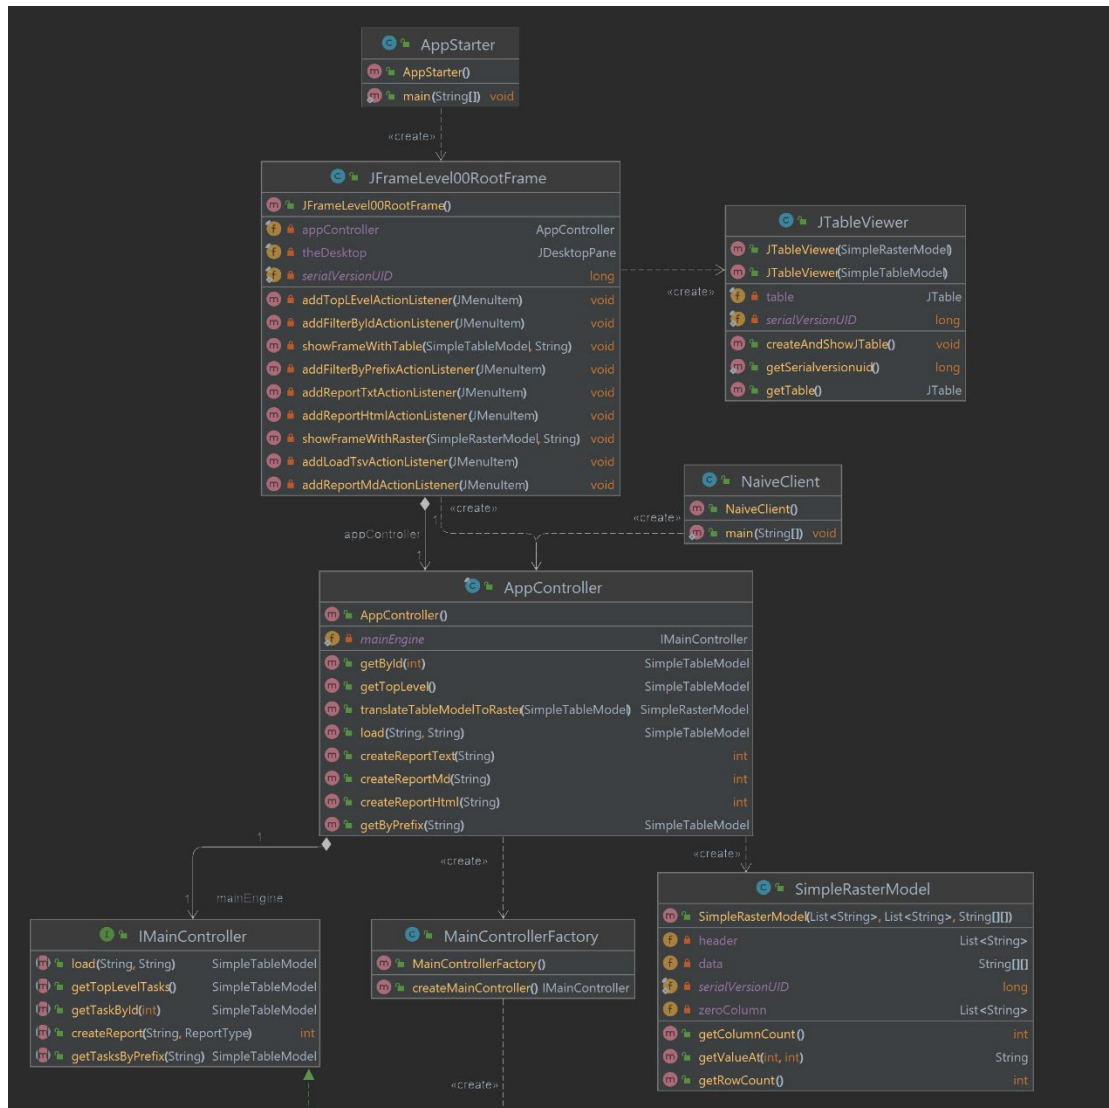 AppStarter
AppStarter()
main(String[]) void
«create»
JFrameLevel00RootFrame
JFrameLevel00RootFrame()
appController AppController
theDesktop JDesktopPane
serialVersionUID long
addTopLEvelActionListener(JMenuItem) void
addFilterByIdActionListener(JMenuItem) void
showFrameWithTable(SimpleTableModel, String) void
addFilterByPrefixActionListener(JMenuItem) void
addReportTxtActionListener(JMenuItem) void
addReportHtmlActionListener(JMenuItem) void
showFrameWithRaster(SimpleRasterModel, String) void
addLoadTsvActionListener(JMenuItem) void
addReportMdActionListener(JMenuItem) void
«create»
JTableViewer
JTableViewer(SimpleRasterModel)
JTableViewer(SimpleTableModel)
table JTable
serialVersionUID long
createAndShowJTable() void
getSerialversionuid() long
getTable() JTable
NaiveClient
NaiveClient()
main(String[]) void
1 «create»
«create»
appController
1
AppController
AppController()
mainEngine IMainController
getById(int) SimpleTableModel
getTopLevel() SimpleTableModel
translateTableModelToRaster(SimpleTableModel) SimpleRasterModel
load(String, String) SimpleTableModel
createReportText(String) int
createReportMd(String) int
createReportHtml(String) int
getByPrefix(String) SimpleTableModel
1
«create»
«create»
1 mainEngine
IMainController
load(String, String) SimpleTableModel
getTopLevelTasks() SimpleTableModel
getTaskById(int) SimpleTableModel
createReport(String, ReportType) int
getTasksByPrefix(String) SimpleTableModel
MainControllerFactory
MainControllerFactory()
createMainController() IMainController
«create»
SimpleRasterModel
SimpleRasterModel(List<String>, List<String>, String[][])
header List<String>
data String[][]
serialVersionUID long
zeroColumn List<String>
getColumnCount() int
getValueAt(int, int) String
getRowCount() int